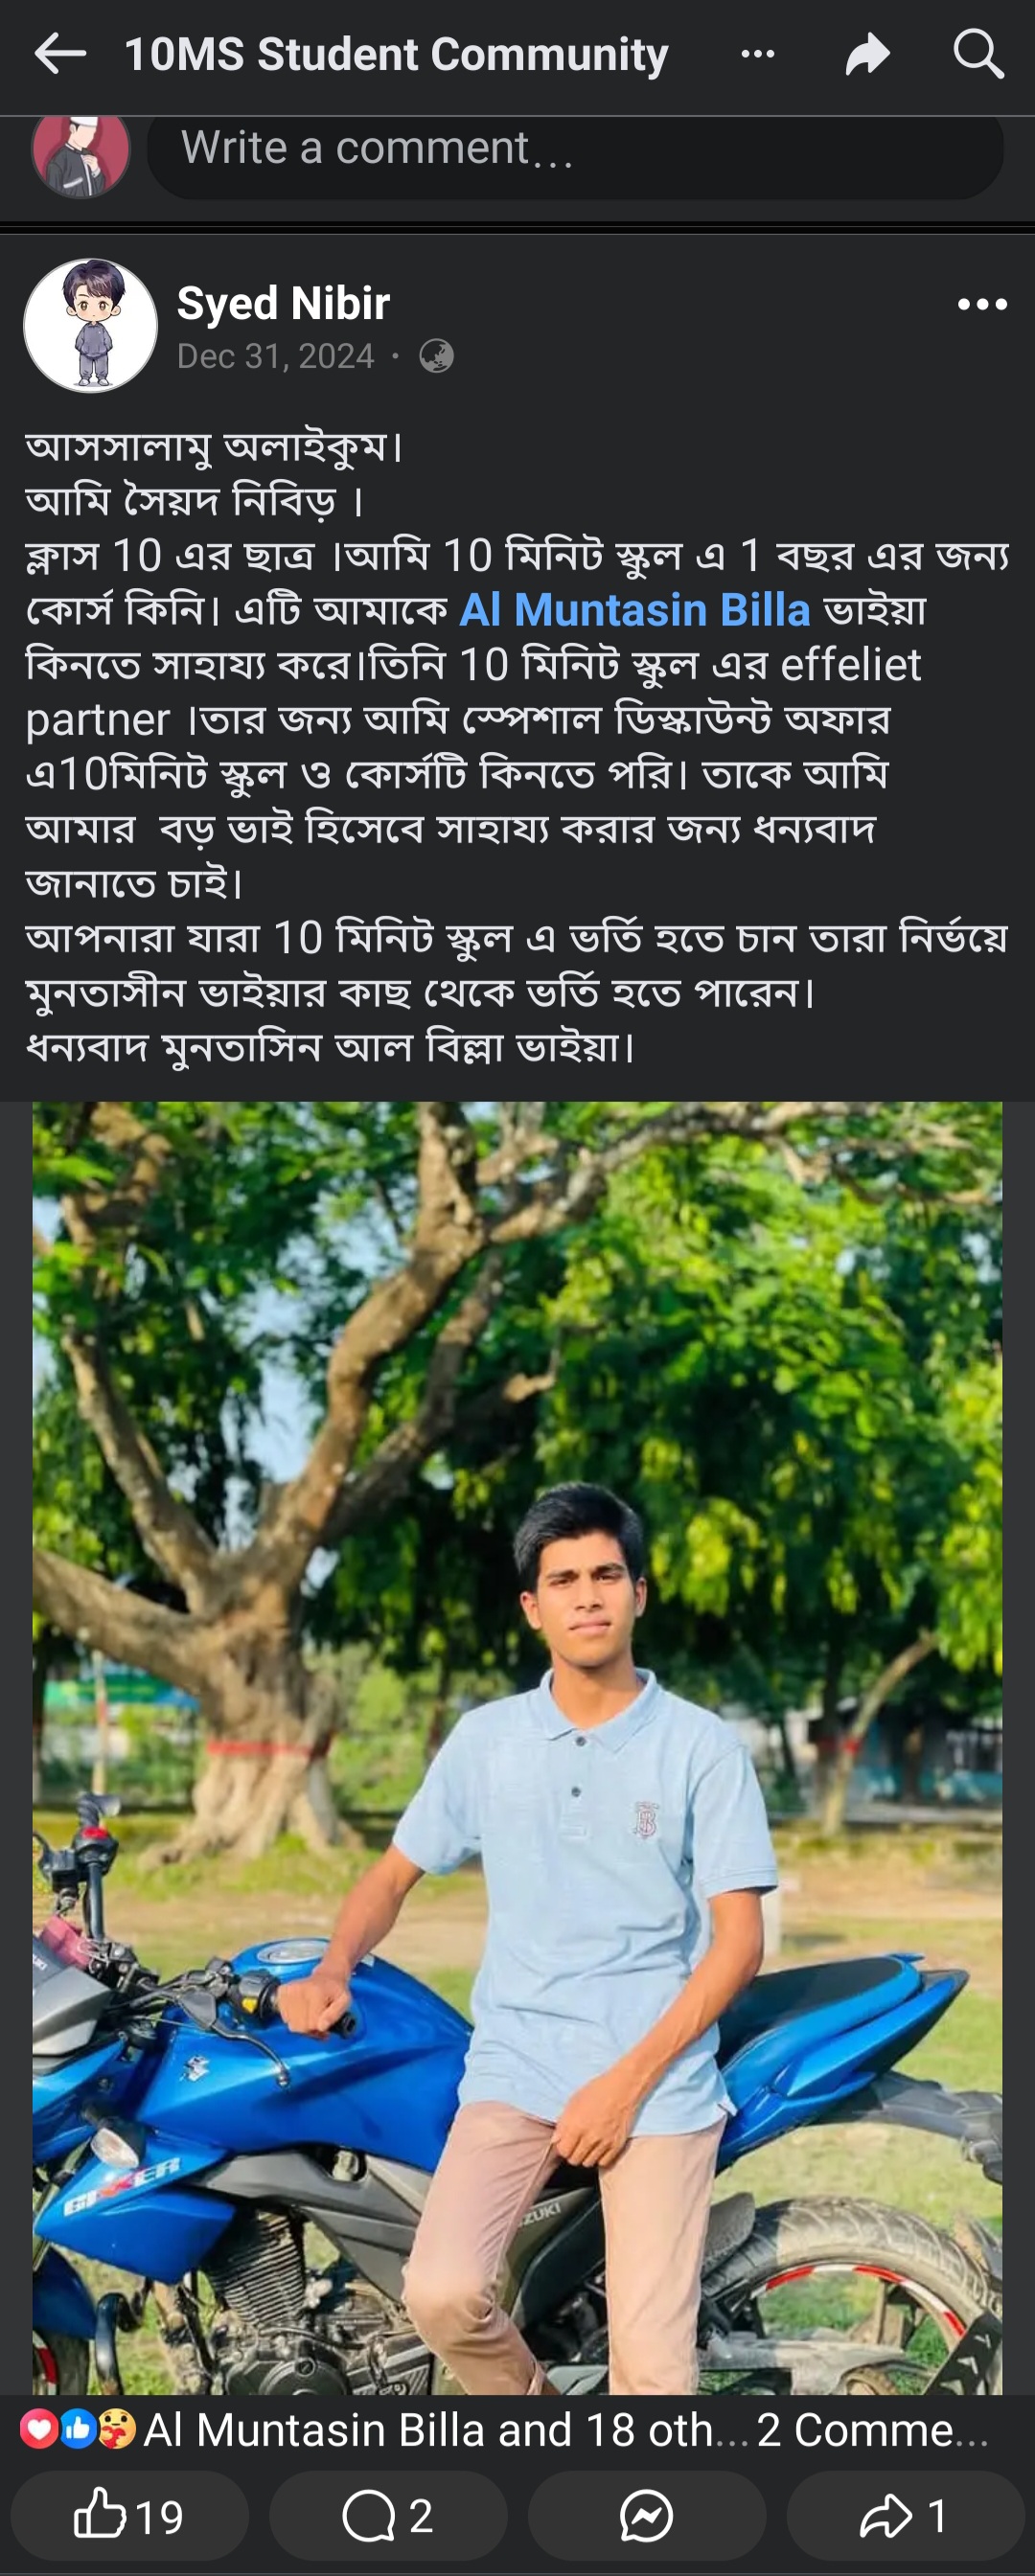 10MS Student Community
Write a comment...
Syed Nibir
Dec 31, 2024 ·
আসসালামু অলাইকুম।
আমি সৈয়দ নিবিড় ।
ক্লাস 10 এর ছাত্র ।আমি 10 মিনিট স্কুল এ 1 বছর এর জন্য
কোর্স কিনি। এটি আমাকে Al Muntasin Billa ভাইয়া
কিনতে সাহায্য করে।তিনি 10 মিনিট স্কুল এর effeliet
partner ।তার জন্য আমি স্পেশাল ডিস্কাউন্ট অফার
এ10মিনিট স্কুল ও কোর্সটি কিনতে পরি। তাকে আমি
আমার  বড় ভাই হিসেবে সাহায্য করার জন্য ধন্যবাদ
জানাতে চাই।
আপনারা যারা 10 মিনিট স্কুল এ ভর্তি হতে চান তারা নির্ভয়ে
মুনতাসীন ভাইয়ার কাছ থেকে ভর্তি হতে পারেন।
ধন্যবাদ মুনতাসিন আল বিল্লা ভাইয়া।
GIXXER
ZUKI
Al Muntasin Billa and 18 oth... 2 Comme...
19 2 1